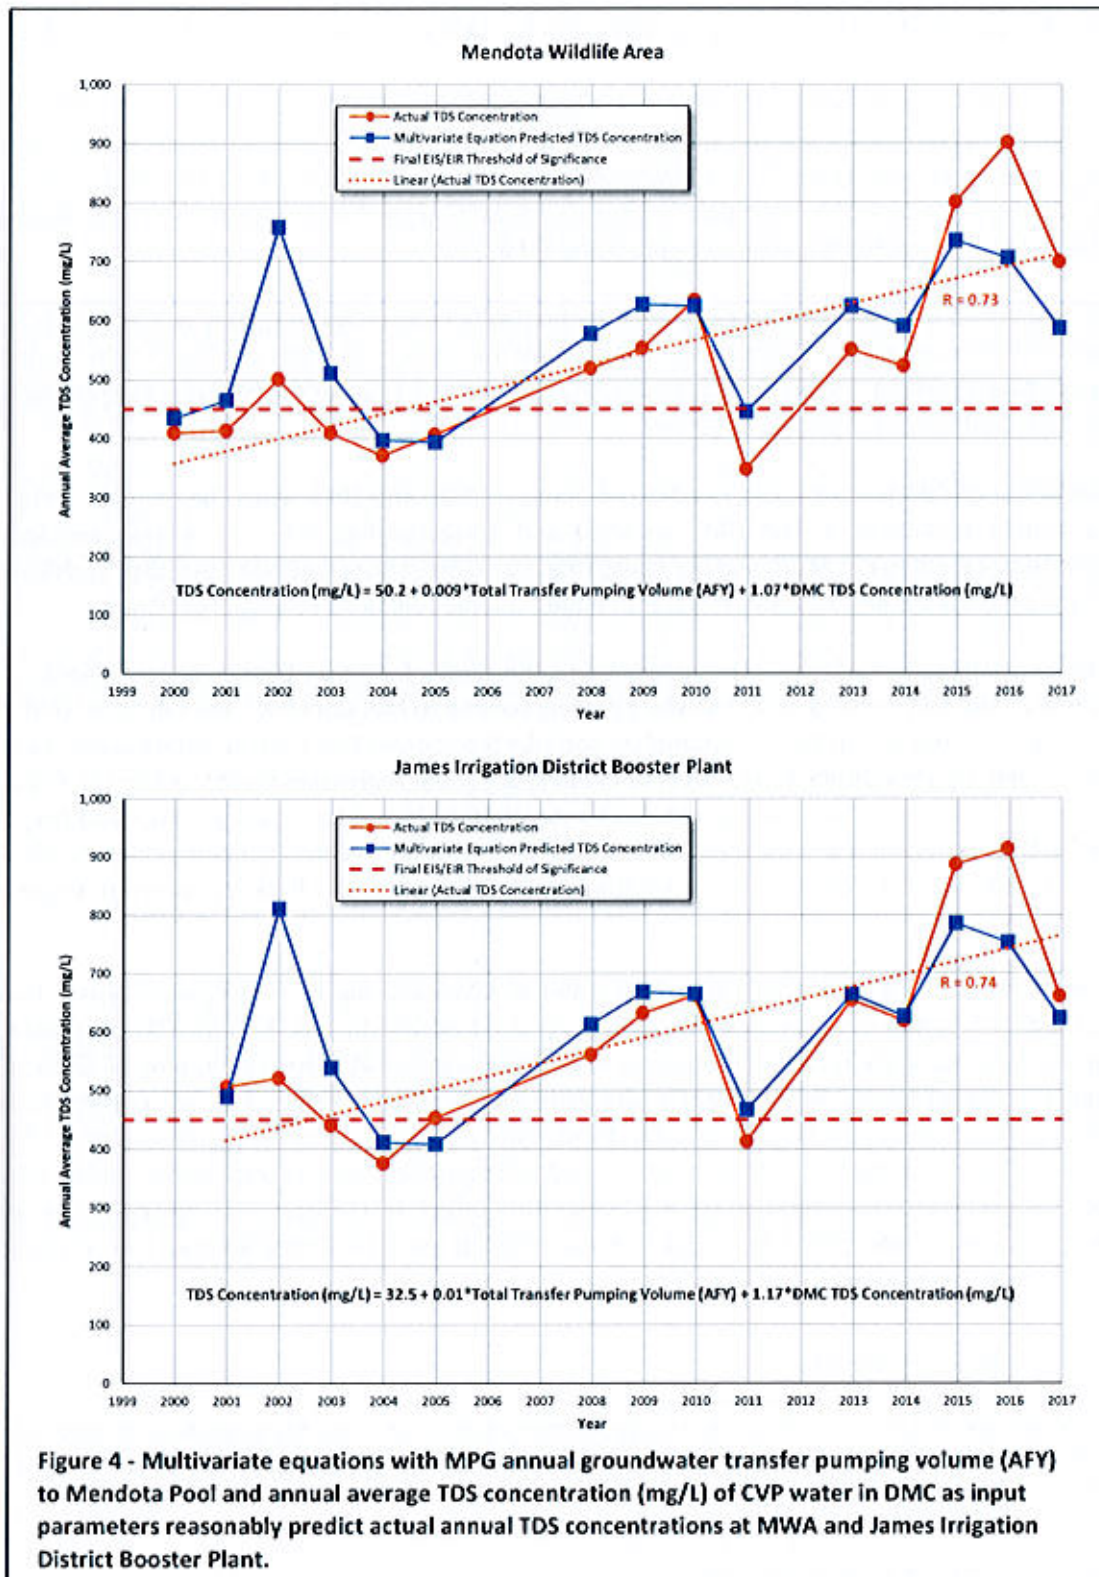 Mendota Wildlife Area
1,000
900
800
700
600
500
400
300
200
100
0
Annual Average TDS Concentration (mg/L)
Actual TDS Concentration
Multivariate Equation Predicted TDS Concentration
Final EIS/EIR Threshold of Significance
Linear (Actual TDS Concentration)
R = 0.73
TDS Concentration (mg/L) = 50.2 + 0.009*Total Transfer Pumping Volume (AFY) + 1.07*DMC TDS Concentration (mg/L)
1999 2000 2001 2002 2003 2004 2005 2006 2007 2008 2009 2010 2011 2012 2013 2014 2015 2016 2017
Year
James Irrigation District Booster Plant
1,000
900
800
700
600
500
400
300
200
100
0
Annual Average TDS Concentration (mg/L)
Actual TDS Concentration
Multivariate Equation Predicted TDS Concentration
Final EIS/EIR Threshold of Significance
Linear (Actual TDS Concentration)
R = 0.74
TDS Concentration (mg/L) = 32.5 + 0.01*Total Transfer Pumping Volume (AFY) + 1.17*DMC TDS Concentration (mg/L)
1999 2000 2001 2002 2003 2004 2005 2006 2007 2008 2009 2010 2011 2012 2013 2014 2015 2016 2017
Year
Figure 4 - Multivariate equations with MPG annual groundwater transfer pumping volume (AFY)
to Mendota Pool and annual average TDS concentration (mg/L) of CVP water in DMC as input
parameters reasonably predict actual annual TDS concentrations at MWA and James Irrigation
District Booster Plant.